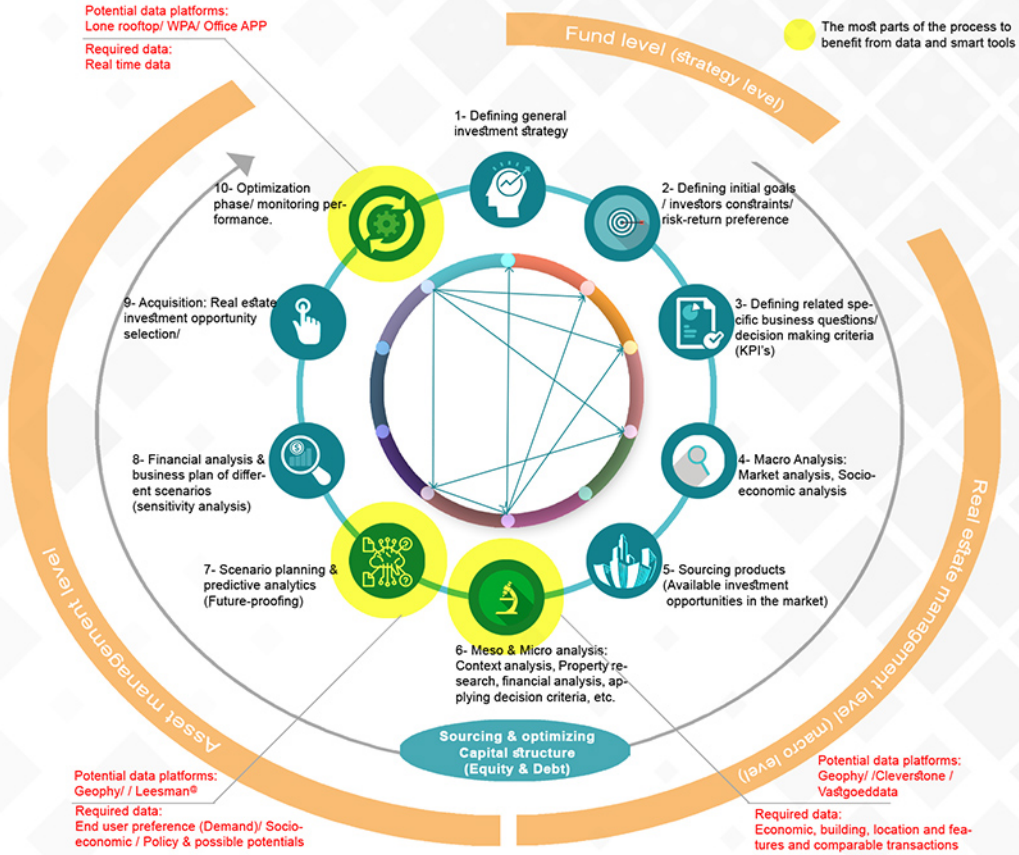 Potential data platforms:
Lone rooftop/ WPA/ Office APP
Required data:
Real time data
Fund level (strategy level)
The most parts of the process to
benefit from data and smart tools
1- Defining general
investment strategy
10- Optimization
phase/ monitoring per-
formance.
2- Defining initial goals
/ investors constraints/
risk-return preference
9- Acquisition: Real estate
investment opportunity
selection/
3- Defining related spe-
cific business questions/
decision making criteria
(KPI's)
8- Financial analysis &
business plan of differ-
ent scenarios
(sensitivity analysis)
4- Macro Analysis:
Market analysis, Socio-
economic analysis
7- Scenario planning &
predictive analytics
(Future-proofing)
5- Sourcing products
(Available investment
opportunities in the market)
6- Meso & Micro analysis:
Context analysis, Property re-
search, financial analysis, ap-
plying decision criteria, etc.
Asset management level
Real estate management level (macro level)
Sourcing & optimizing
Capital structure
(Equity & Debt)
Potential data platforms:
Geophy/ / Leesman®
Required data:
End user preference (Demand)/ Socio-
economic / Policy & possible potentials
Potential data platforms:
Geophy/ /Cleverstone /
Vastgoeddata
Required data:
Economic, building, location and fea-
tures and comparable transactions